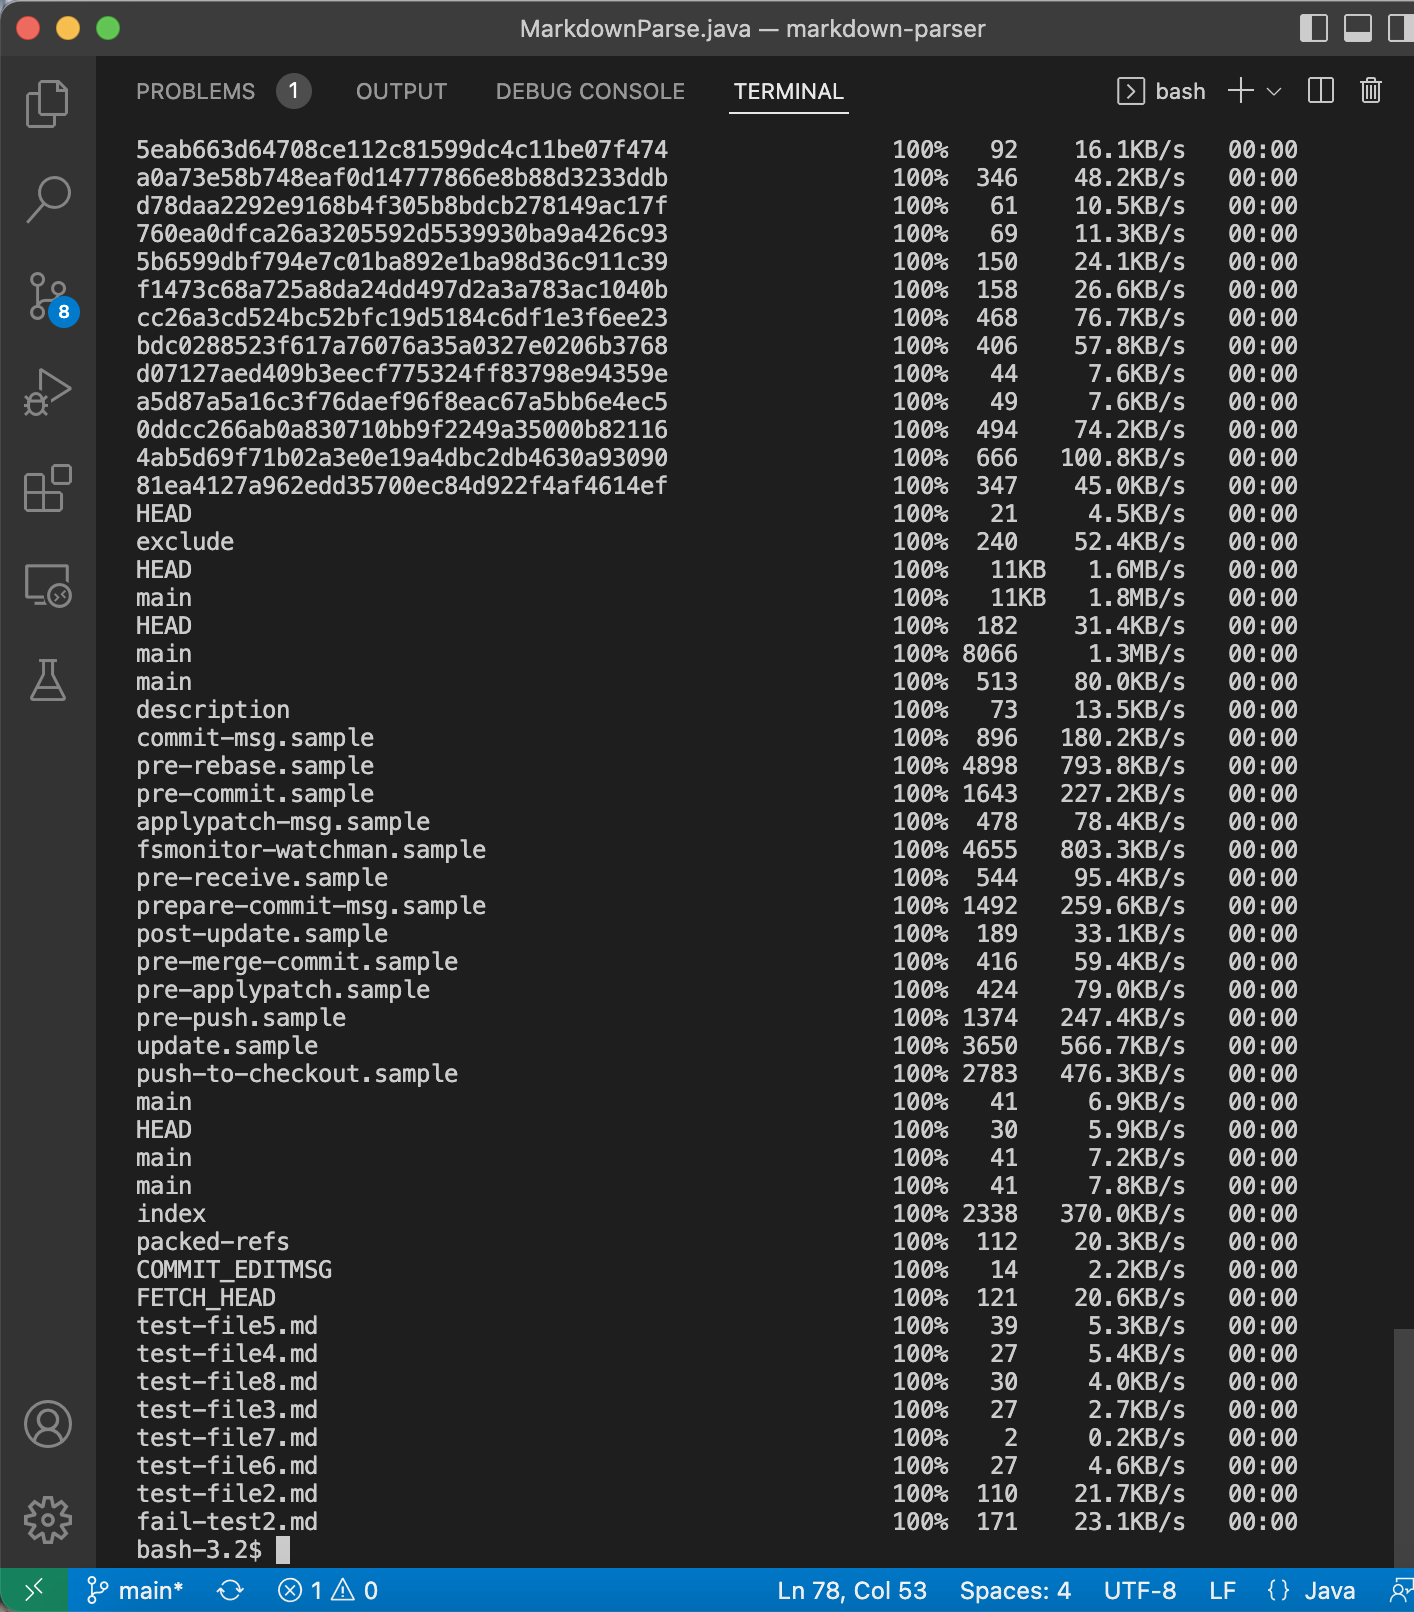 MarkdownParse.java — markdown-parser
PROBLEMS 1 OUTPUT DEBUG CONSOLE TERMINAL bash
5eab663d64708ce112c81599dc4c11be07f474 100% 92 16.1KB/s 00:00
a0a73e58b748eaf0d14777866e8b88d3233ddb 100% 346 48.2KB/s 00:00
d78daa2292e9168b4f305b8bdcb278149ac17f 100% 61 10.5KB/s 00:00
760ea0dfca26a3205592d5539930ba9a426c93 100% 69 11.3KB/s 00:00
5b6599dbf794e7c01ba892e1ba98d36c911c39 100% 150 24.1KB/s 00:00
f1473c68a725a8da24dd497d2a3a783ac1040b 100% 158 26.6KB/s 00:00
cc26a3cd524bc52bfc19d5184c6df1e3f6ee23 100% 468 76.7KB/s 00:00
bdc0288523f617a76076a35a0327e0206b3768 100% 406 57.8KB/s 00:00
d07127aed409b3eecf775324ff83798e94359e 100% 44 7.6KB/s 00:00
a5d87a5a16c3f76daef96f8eac67a5bb6e4ec5 100% 49 7.6KB/s 00:00
0ddcc266ab0a830710bb9f2249a35000b82116 100% 494 74.2KB/s 00:00
4ab5d69f71b02a3e0e19a4dbc2db4630a93090 100% 666 100.8KB/s 00:00
81ea4127a962edd35700ec84d922f4af4614ef 100% 347 45.0KB/s 00:00
HEAD 100% 21 4.5KB/s 00:00
exclude 100% 240 52.4KB/s 00:00
HEAD 100% 11KB 1.6MB/s 00:00
main 100% 11KB 1.8MB/s 00:00
HEAD 100% 182 31.4KB/s 00:00
main 100% 8066 1.3MB/s 00:00
main 100% 513 80.0KB/s 00:00
description 100% 73 13.5KB/s 00:00
commit-msg.sample 100% 896 180.2KB/s 00:00
pre-rebase.sample 100% 4898 793.8KB/s 00:00
pre-commit.sample 100% 1643 227.2KB/s 00:00
applypatch-msg.sample 100% 478 78.4KB/s 00:00
fsmonitor-watchman.sample 100% 4655 803.3KB/s 00:00
pre-receive.sample 100% 544 95.4KB/s 00:00
prepare-commit-msg.sample 100% 1492 259.6KB/s 00:00
post-update.sample 100% 189 33.1KB/s 00:00
pre-merge-commit.sample 100% 416 59.4KB/s 00:00
pre-applypatch.sample 100% 424 79.0KB/s 00:00
pre-push.sample 100% 1374 247.4KB/s 00:00
update.sample 100% 3650 566.7KB/s 00:00
push-to-checkout.sample 100% 2783 476.3KB/s 00:00
main 100% 41 6.9KB/s 00:00
HEAD 100% 30 5.9KB/s 00:00
main 100% 41 7.2KB/s 00:00
main 100% 41 7.8KB/s 00:00
index 100% 2338 370.0KB/s 00:00
packed-refs 100% 112 20.3KB/s 00:00
COMMIT_EDITMSG 100% 14 2.2KB/s 00:00
FETCH_HEAD 100% 121 20.6KB/s 00:00
test-file5.md 100% 39 5.3KB/s 00:00
test-file4.md 100% 27 5.4KB/s 00:00
test-file8.md 100% 30 4.0KB/s 00:00
test-file3.md 100% 27 2.7KB/s 00:00
test-file7.md 100% 2 0.2KB/s 00:00
test-file6.md 100% 27 4.6KB/s 00:00
test-file2.md 100% 110 21.7KB/s 00:00
fail-test2.md 100% 171 23.1KB/s 00:00
bash-3.2$
8
main* 1 0 Ln 78, Col 53 Spaces: 4 UTF-8 LF {} Java